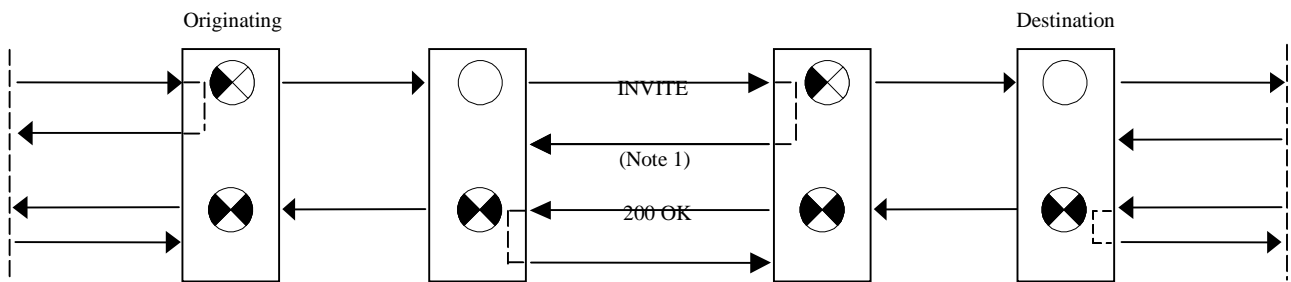 Originating
Destination
INVITE
(Note 1)
200 OK